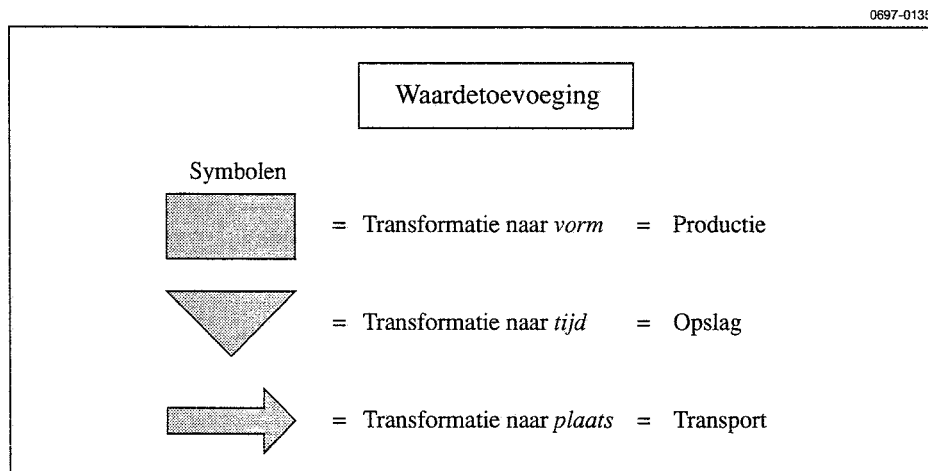 0697-0135
Waardetoevoeging
Symbolen
= Transformatie naar vorm = Productie
= Transformatie naar tijd = Opslag
= Transformatie naar plaats = Transport